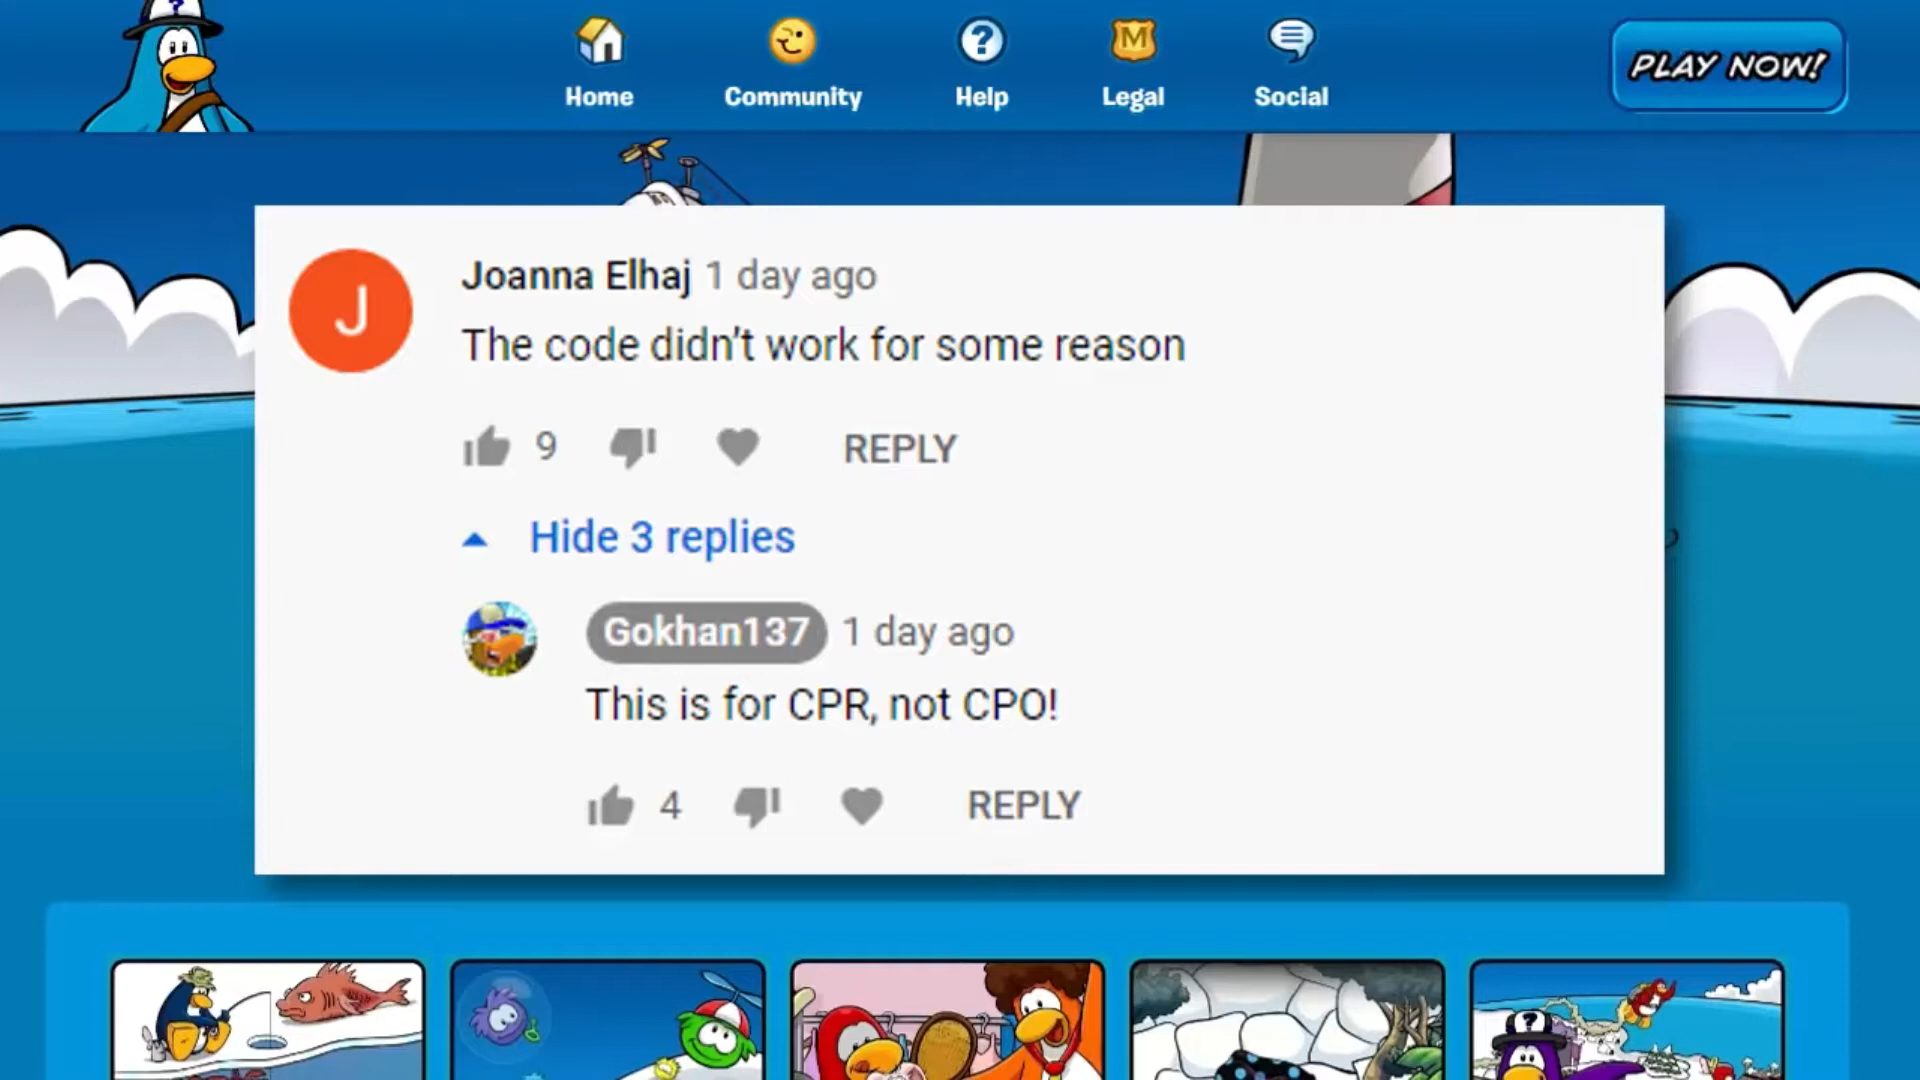 ?
Home
Community
?
Help
M
Legal
Social
PLAY NOW!
J
Joanna Elhaj 1 day ago
The code didn't work for some reason
9
REPLY
Hide 3 replies
Gokhan137 1 day ago
This is for CPR, not CPO!
4
REPLY
?